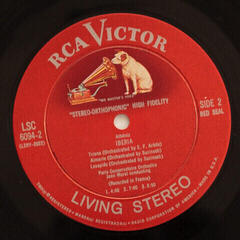 RCA VICTOR
"HIS MASTER'S VOICE"
"STEREO-ORTHOPHONIC" HIGH FIDELITY
LSC
6094-2
SIDE 2
RED SEAL
Albéniz
IBERIA
Triana (Orchestrated by E. F. Arbós)
Almería (Orchestrated by Surinach)
Lavapiés (Orchestrated by Surinach)
Paris Conservatoire Orchestra
Jean Morel conducting
(Recorded in France)
LIVING STEREO